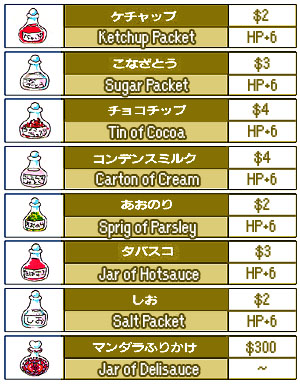 ケチャップ $2
Ketchup Packet HP+6
こなざとう $3
Sugar Packet HP+6
チョコチップ $4
Tin of Cocoa HP+6
コンデンスミルク $4
Carton of Cream HP+6
あおのり $2
Sprig of Parsley HP+6
タバスコ $3
Jar of Hotsauce HP+6
しお $2
Salt Packet HP+6
マンダラふりかけ $300
Jar of Delisauce ~